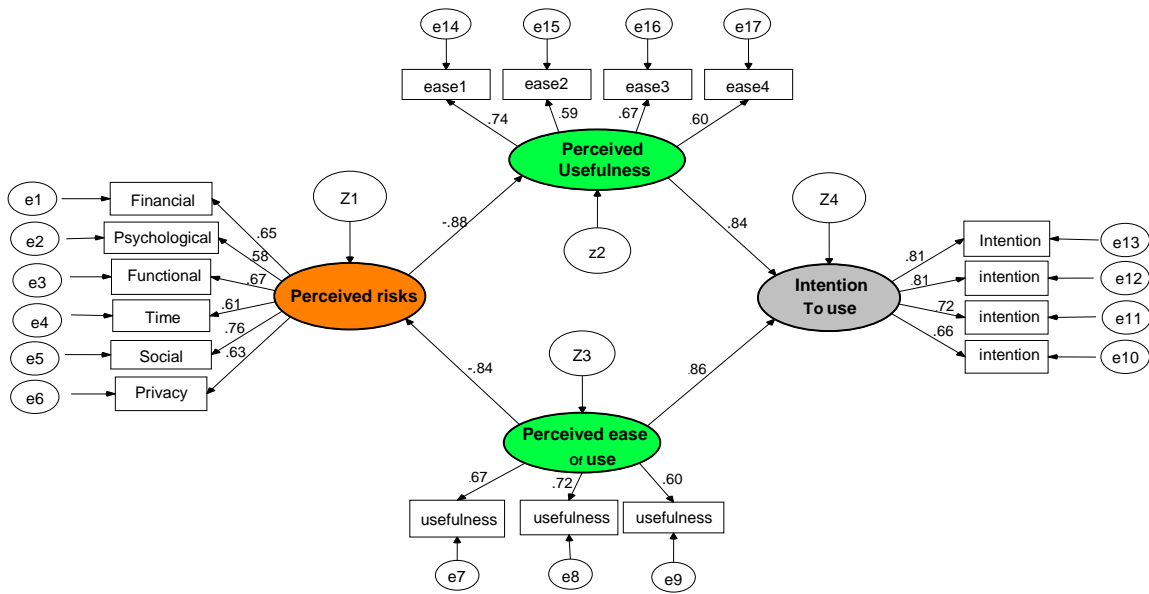 e14
e15
e16
e17
ease1
ease2
ease3
ease4
.74
.59
.67
.60
Perceived
Usefulness
e1
Financial
e2
Psychological
e3
Functional
e4
Time
e5
Social
e6
Privacy
.65
.58
.67
.61
.76
.63
Z1
Perceived risks
-.88
z2
.84
Z4
Intention
To use
.81
.81
.72
.66
Intention
e13
intention
e12
intention
e11
intention
e10
-.84
Z3
.86
Perceived ease
Of use
.67
.72
.60
usefulness
usefulness
usefulness
e7
e8
e9